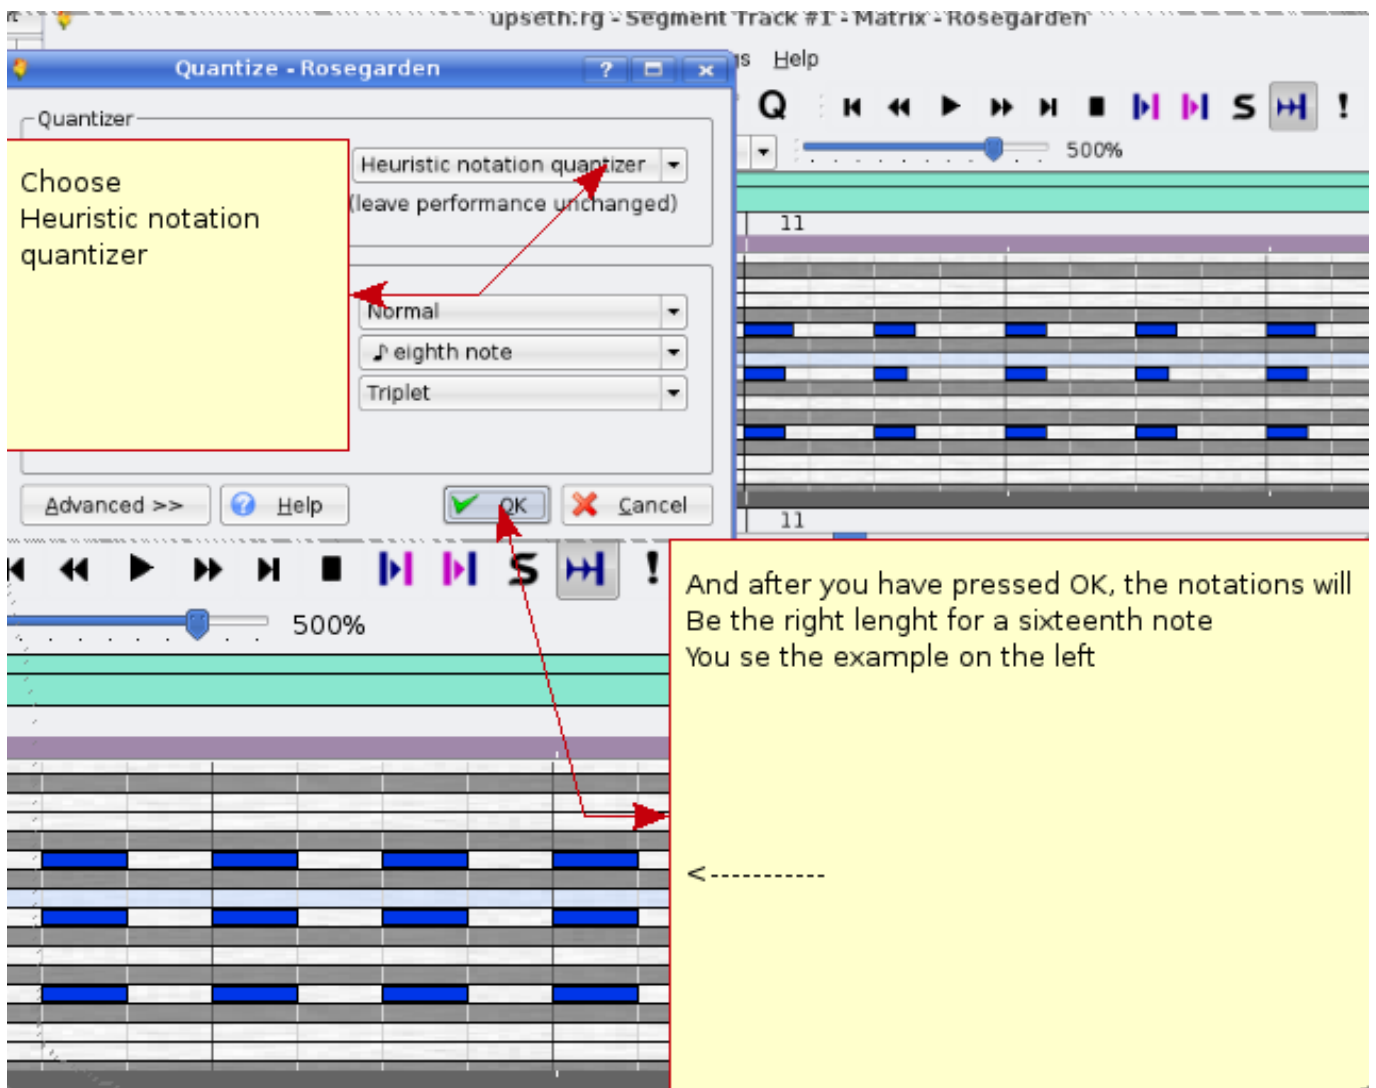 upseth.rg - Segment Track #1 - Matrix - Rosegarden
Quantize - Rosegarden
Help
Quantizer
Q
S
!
500%
Choose
Heuristic notation
quantizer
Heuristic notation quantizer
(leave performance unchanged)
11
Normal
eighth note
Triplet
Advanced >>
Help
OK
Cancel
11
S
!
500%
And after you have pressed OK, the notations will
Be the right lenght for a sixteenth note
You se the example on the left
<-----------